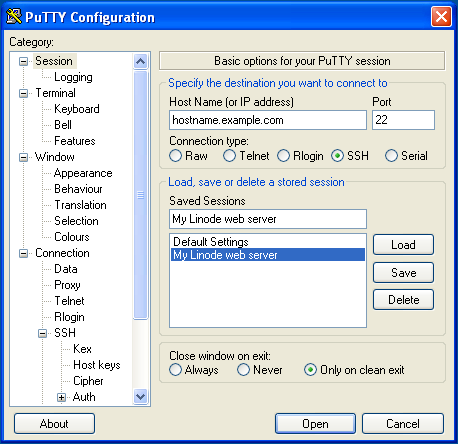 PuTTY Configuration
Category:
Session
Logging
Terminal
Keyboard
Bell
Features
Window
Appearance
Behaviour
Translation
Selection
Colours
Connection
Data
Proxy
Telnet
Rlogin
SSH
Kex
Host keys
Cipher
Auth
Basic options for your PuTTY session
Specify the destination you want to connect to
Host Name (or IP address) Port
hostname.example.com 22
Connection type:
Raw Telnet Rlogin SSH Serial
Load, save or delete a stored session
Saved Sessions
My Linode web server
Default Settings
My Linode web server
Load
Save
Delete
Close window on exit:
Always Never Only on clean exit
About Open Cancel